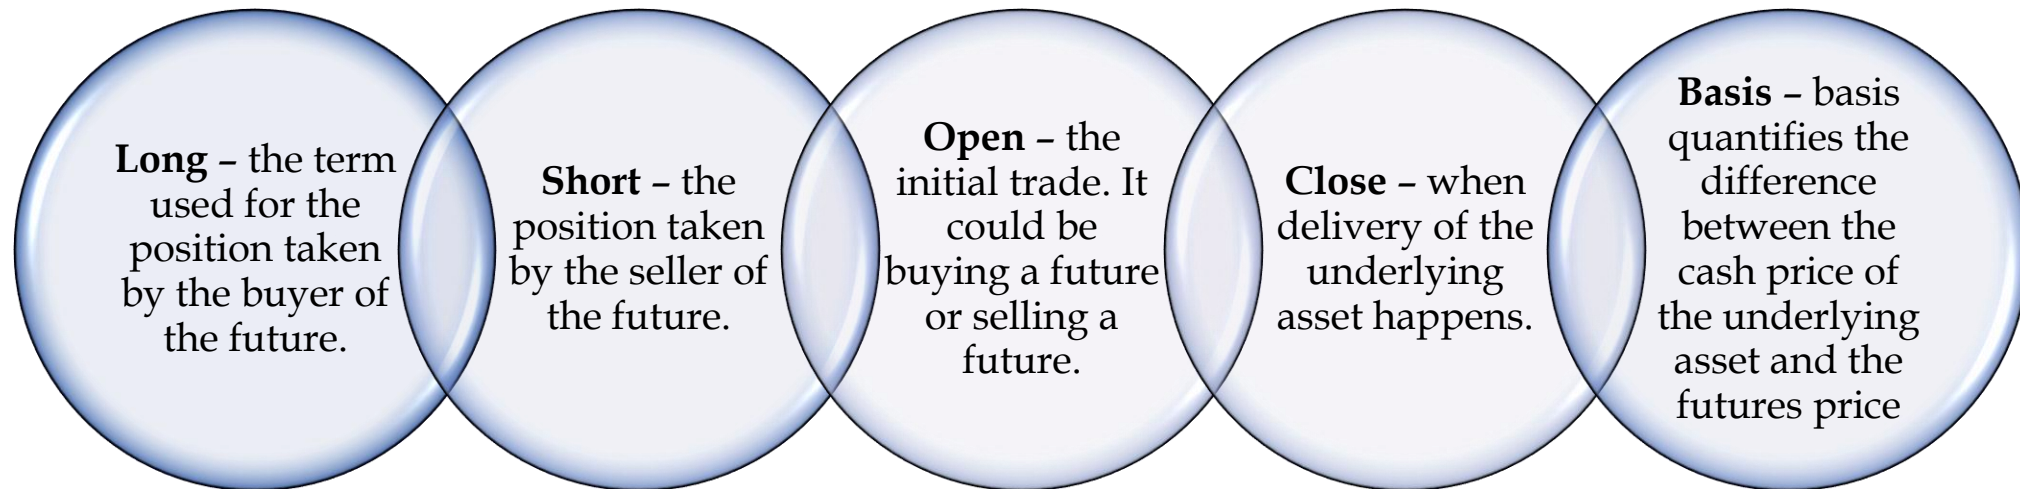 Long – the term
used for the
position taken
by the buyer of
the future.
Short – the
position taken
by the seller of
the future.
Open – the
initial trade. It
could be
buying a future
or selling a
future.
Close – when
delivery of the
underlying
asset happens.
Basis – basis
quantifies the
difference
between the
cash price of
the underlying
asset and the
futures price